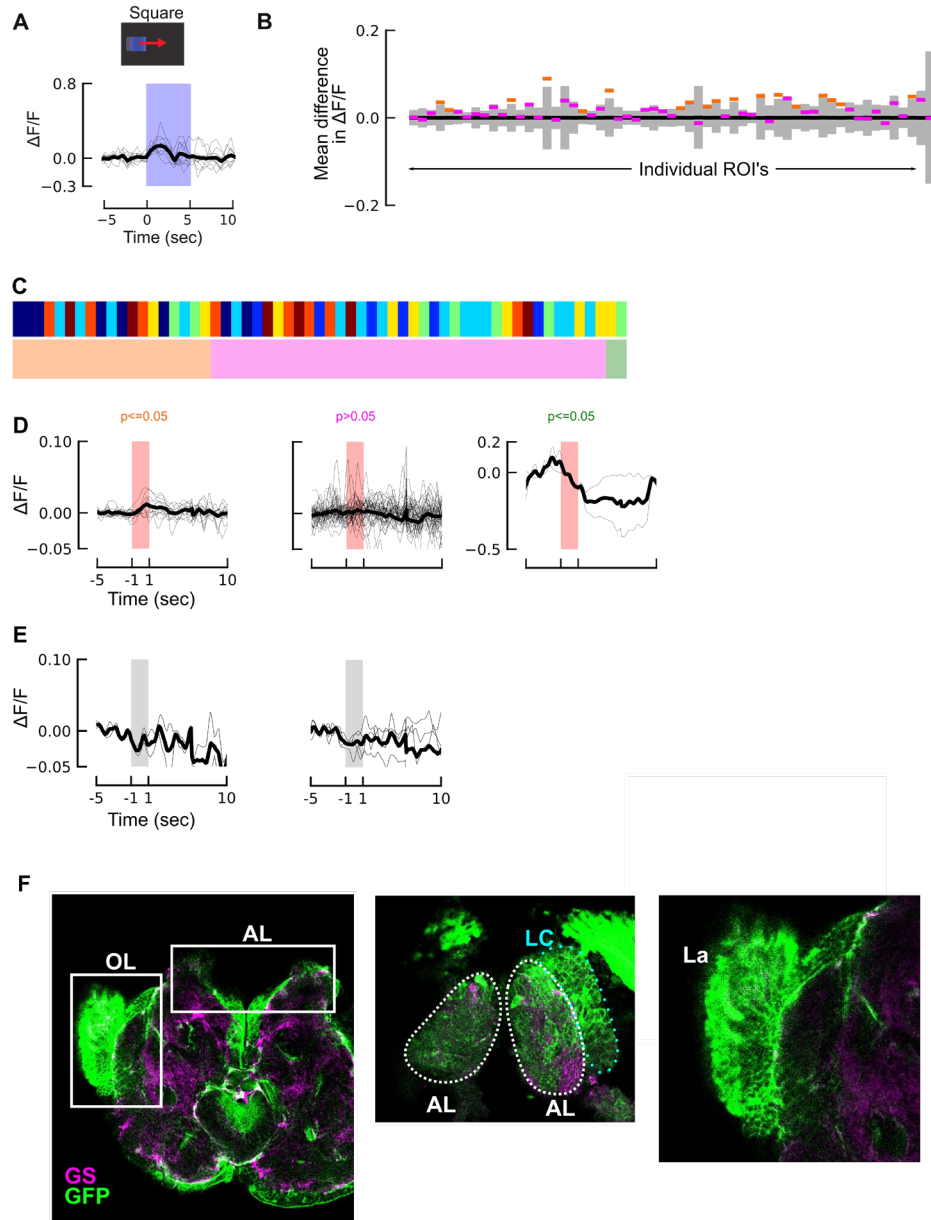 A
Square
ΔF/F
0.8
0.0
−0.3
−5 0 5 10
Time (sec)
B
Mean difference
in ΔF/F
0.2
0.0
−0.2
Individual ROI's
C
D
p<=0.05
p>0.05
p<=0.05
ΔF/F
0.10
0.00
−0.05
-5 -1 1 10
Time (sec)
0.2
0.0
−0.5
E
ΔF/F
0.10
0.00
−0.05
-5 -1 1 10
Time (sec)
-5 -1 1 10
F
OL
AL
GS
GFP
LC
AL
AL
La